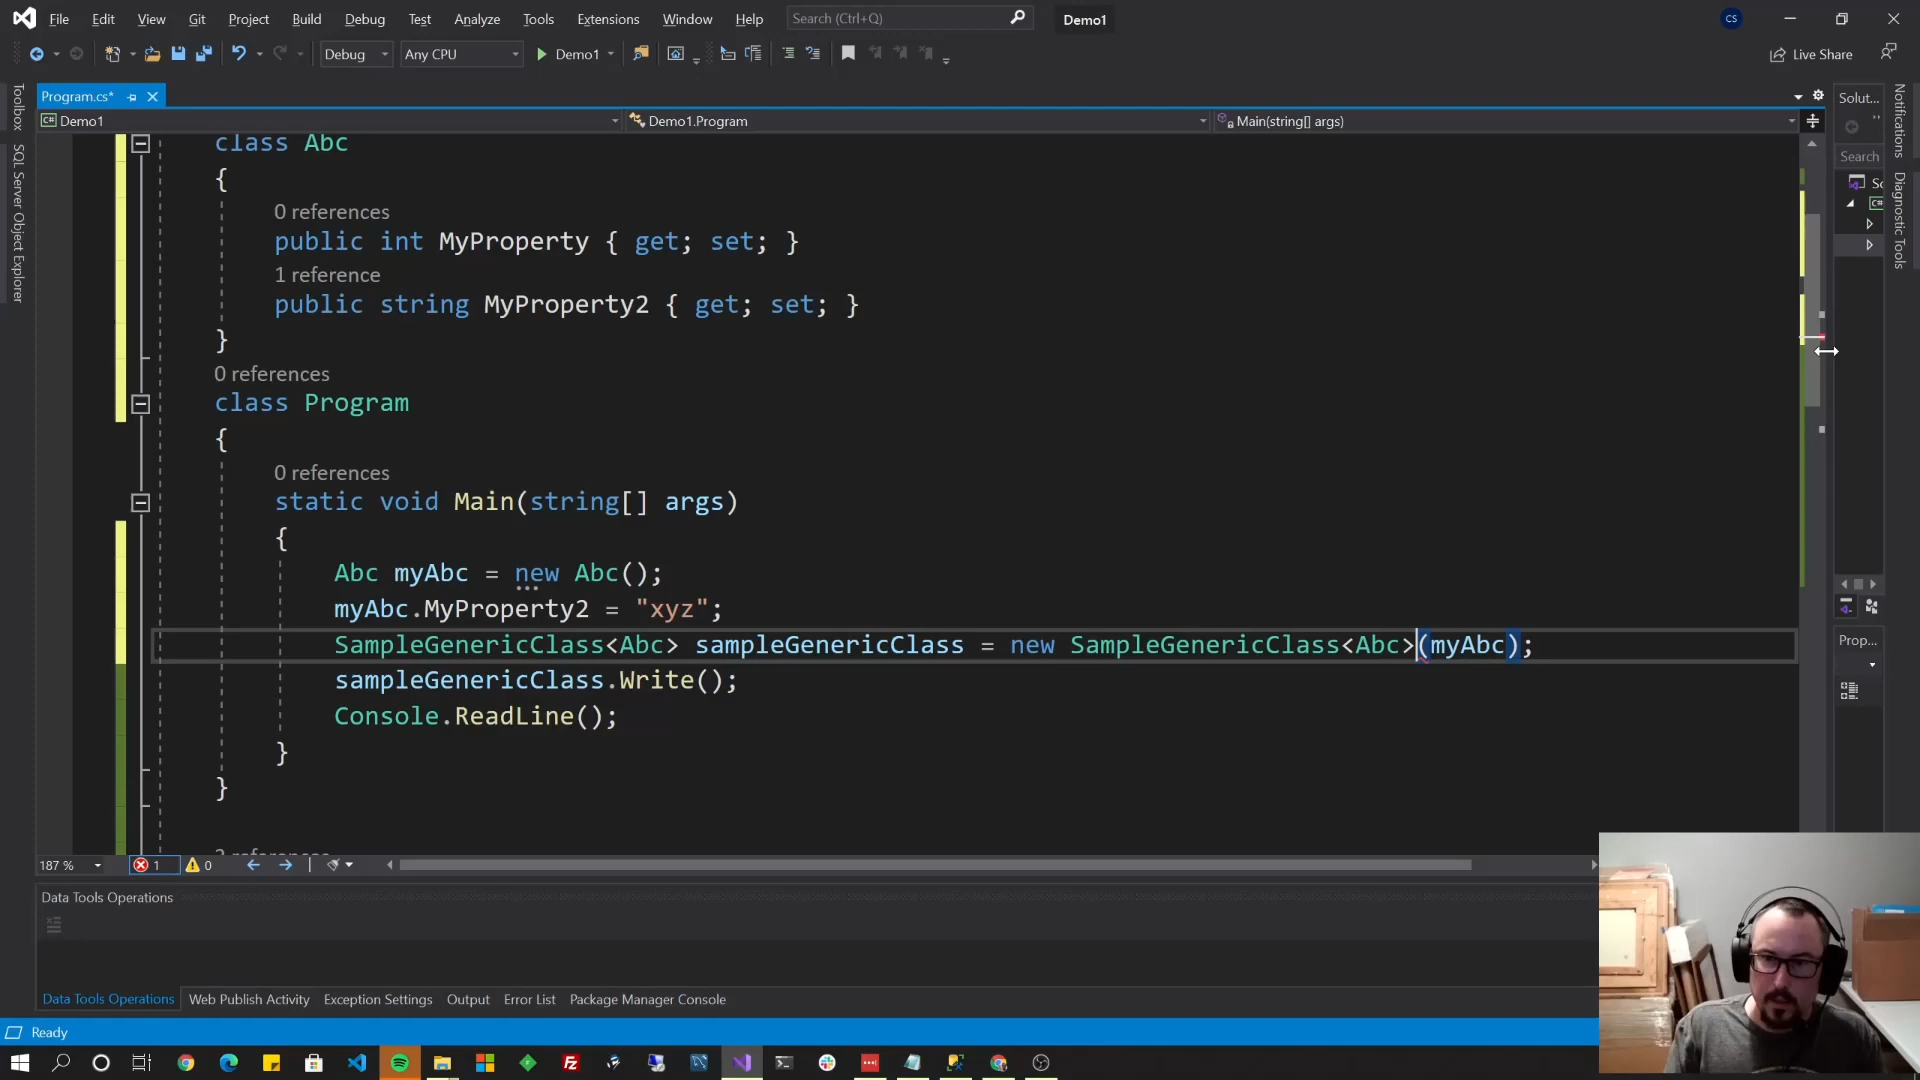 File Edit View Git Project Build Debug Test Analyze Tools Extensions Window Help Search (Ctrl+Q) Demo1 CS
Debug Any CPU Demo1 Live Share
Program.cs*
Demo1 Demo1.Program Main(string[] args)
Toolbox
SQL Server Object Explorer
class Abc
{
0 references
public int MyProperty { get; set; }
1 reference
public string MyProperty2 { get; set; }
}
0 references
class Program
{
0 references
static void Main(string[] args)
{
Abc myAbc = new Abc();
myAbc.MyProperty2 = "xyz";
SampleGenericClass<Abc> sampleGenericClass = new SampleGenericClass<Abc>(myAbc);
sampleGenericClass.Write();
Console.ReadLine();
}
}
187 % 1 0
Solut...
Search
Sc
C#
Prop...
Notifications
Diagnostic Tools
Data Tools Operations
Data Tools Operations Web Publish Activity Exception Settings Output Error List Package Manager Console
Ready